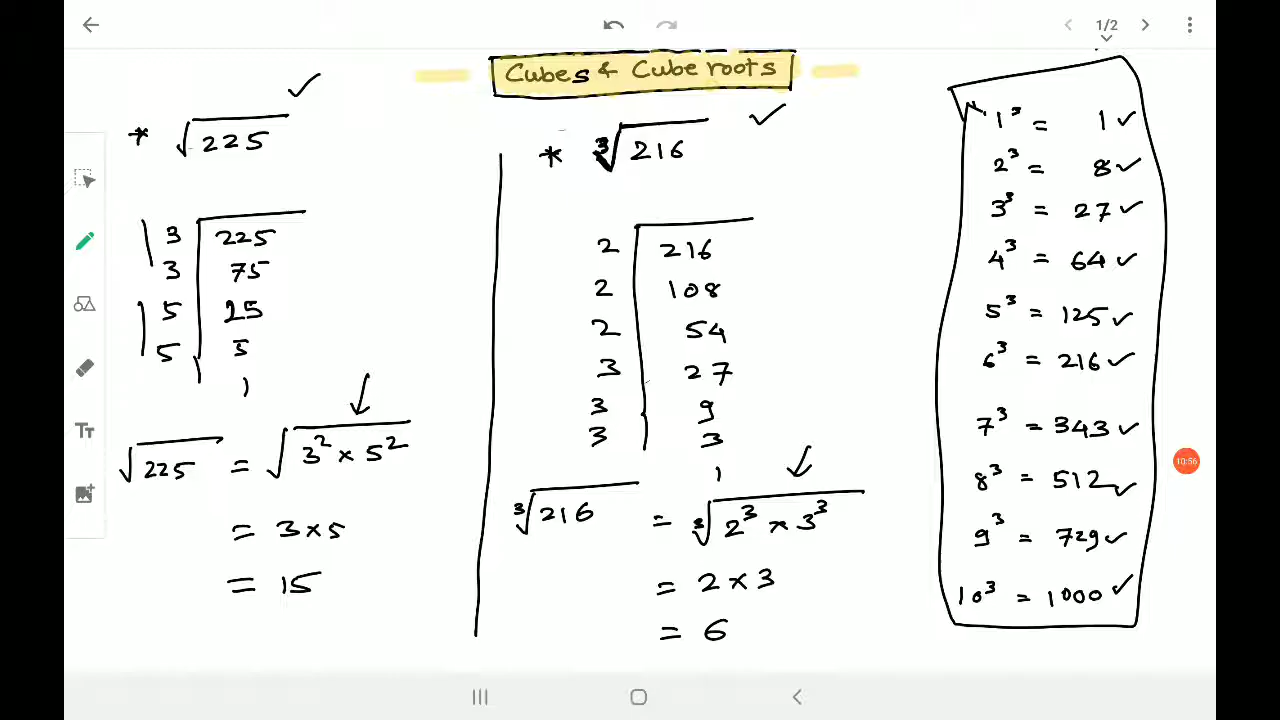 1/2
Cubes & Cube roots
* √225 ✓
3 | 225
3 | 75
5 | 25
5 | 5
1
√225 = √3² × 5²
= 3 × 5
= 15
* ∛216 ✓
2 | 216
2 | 108
2 | 54
3 | 27
3 | 9
3 | 3
1
∛216 = ∛2³ × 3³
= 2 × 3
= 6
1³ = 1 ✓
2³ = 8 ✓
3³ = 27 ✓
4³ = 64 ✓
5³ = 125 ✓
6³ = 216 ✓
7³ = 343 ✓
8³ = 512 ✓
9³ = 729 ✓
10³ = 1000 ✓
Tт
10:56